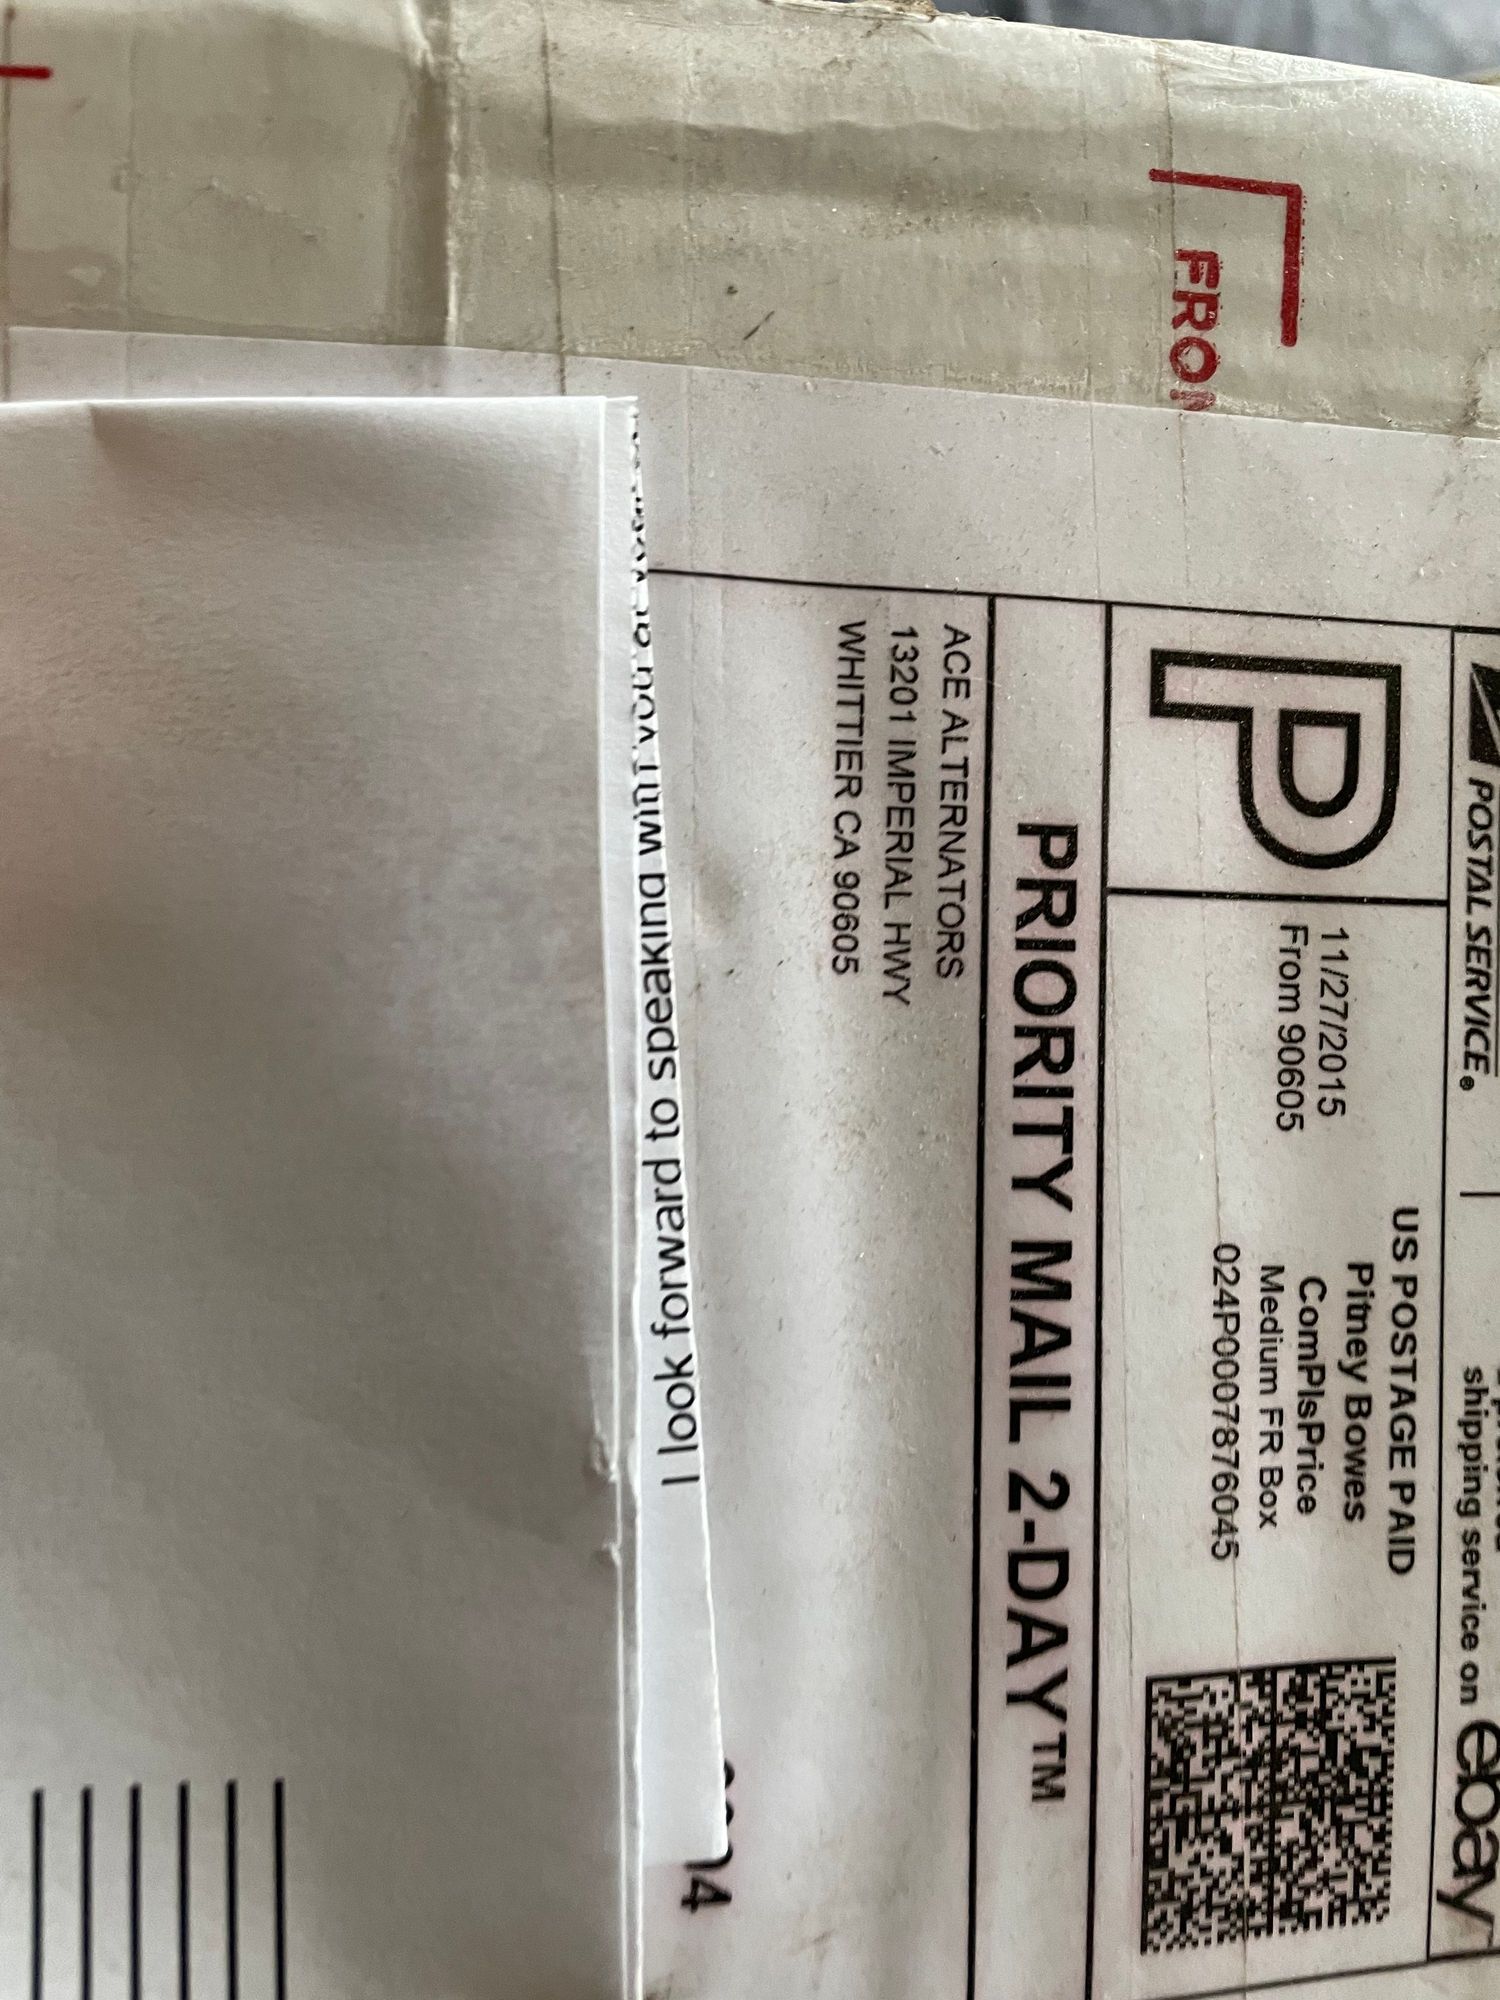 FRO
POSTAL SERVICE®
shipping service on ebay
P
11/27/2015
From 90605
US POSTAGE PAID
Pitney Bowes
ComPlsPrice
Medium FR Box
024P0007876045
PRIORITY MAIL 2-DAY™
ACE ALTERNATORS
13201 IMPERIAL HWY
WHITTIER CA 90605
I look forward to speaking with you